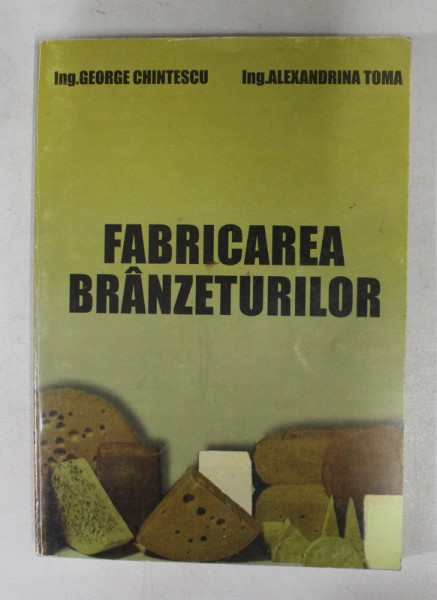 Ing.GEORGE CHINTESCU Ing.ALEXANDRINA TOMA
FABRICAREA
BRÂNZETURILOR